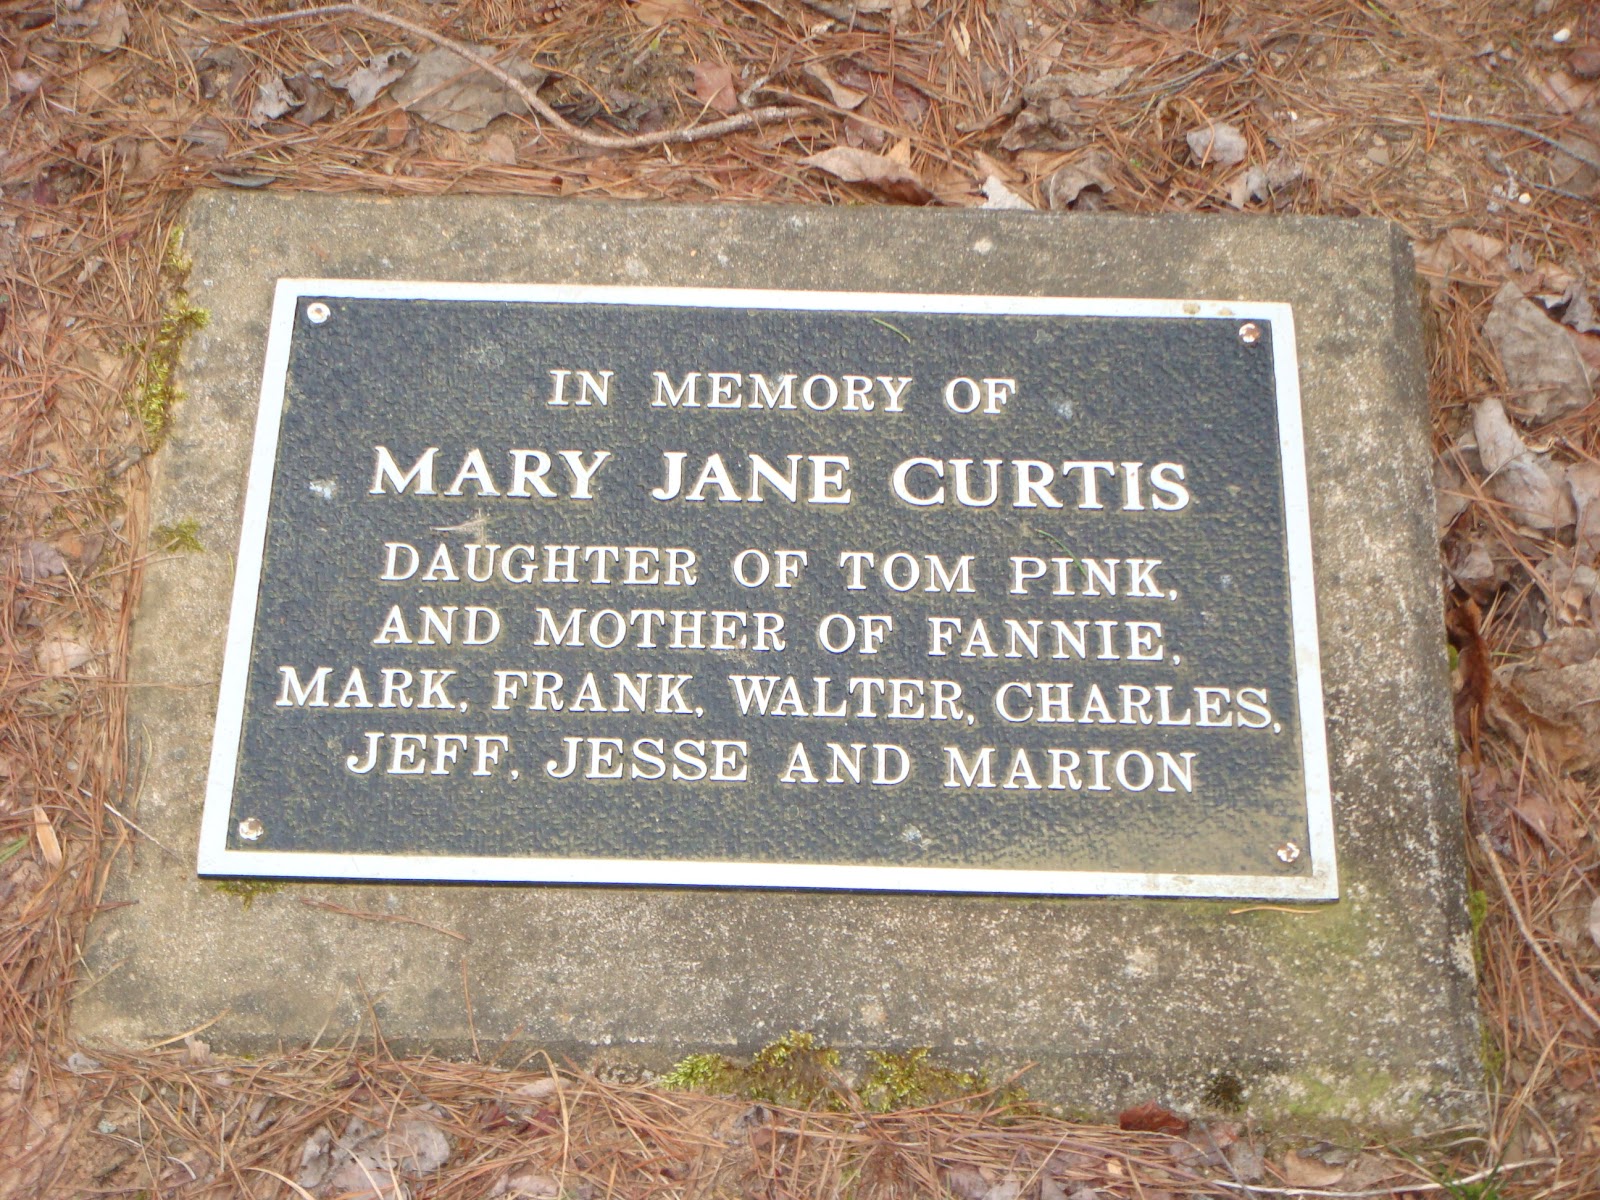 IN MEMORY OF
MARY JANE CURTIS
DAUGHTER OF TOM PINK,
AND MOTHER OF FANNIE,
MARK, FRANK, WALTER, CHARLES,
JEFF, JESSE AND MARION